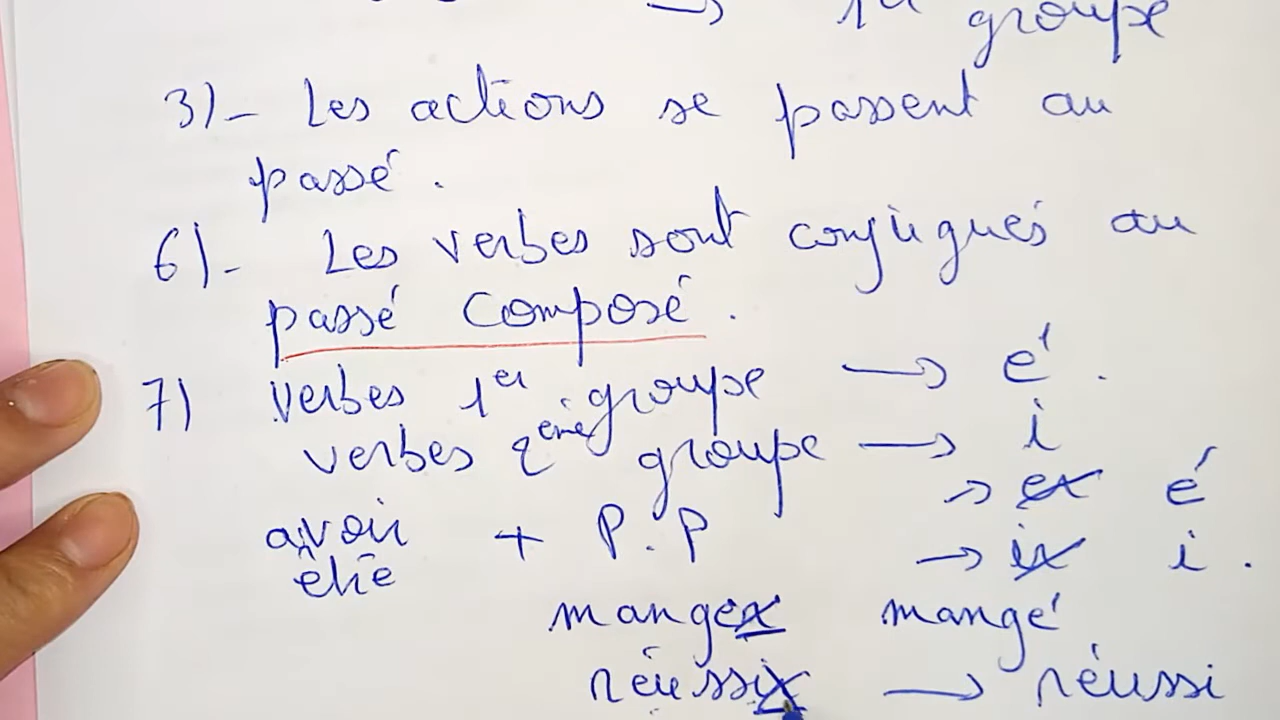 → 1er groupe
3)- Les actions se passent au
passé.
6)- Les verbes sont conjugués au
passé composé.
7) verbes 1er groupe → é.
verbes 2ème groupe → i
→ er é
avoir + P.P → ir i.
être
manger mangé
réussir → réussi